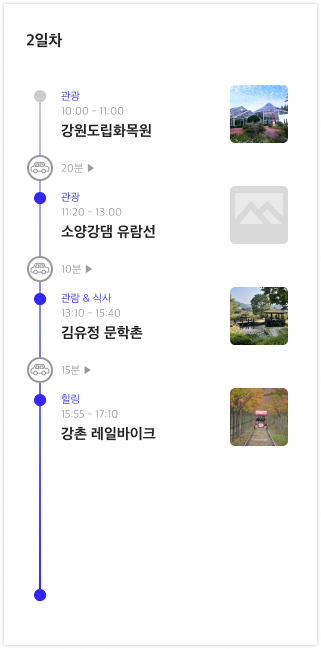 2일차
관광
10:00 - 11:00
강원도립화목원
20분 ▶
관광
11:20 - 13:00
소양강댐 유람선
10분 ▶
관람 & 식사
13:10 - 15:40
김유정 문학촌
15분 ▶
힐링
15:55 - 17:10
강촌 레일바이크